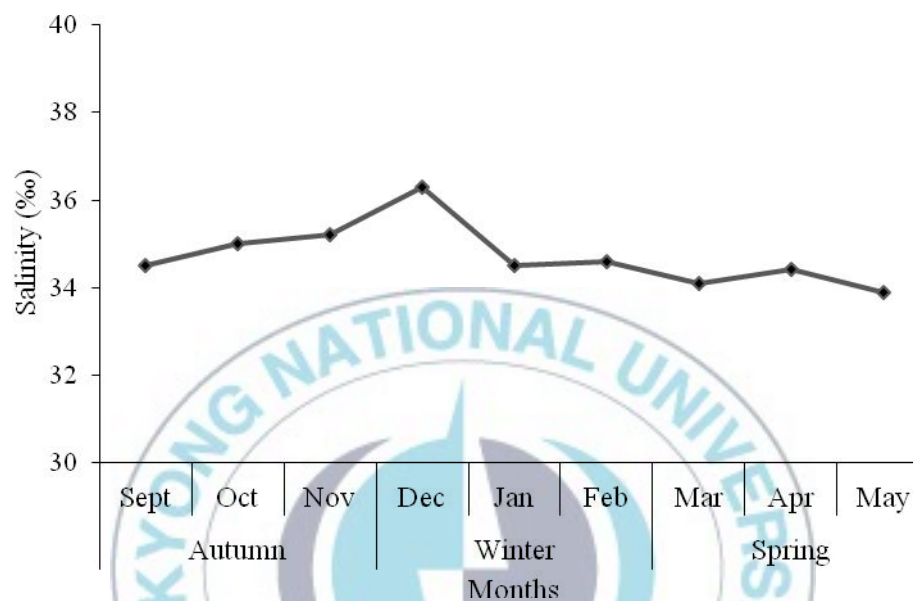 40
38
36
34
32
30
Salinity (‰)
KYONG NATIONAL UNIVERS
Sept Oct Nov Dec Jan Feb Mar Apr May
Autumn Winter Spring
Months